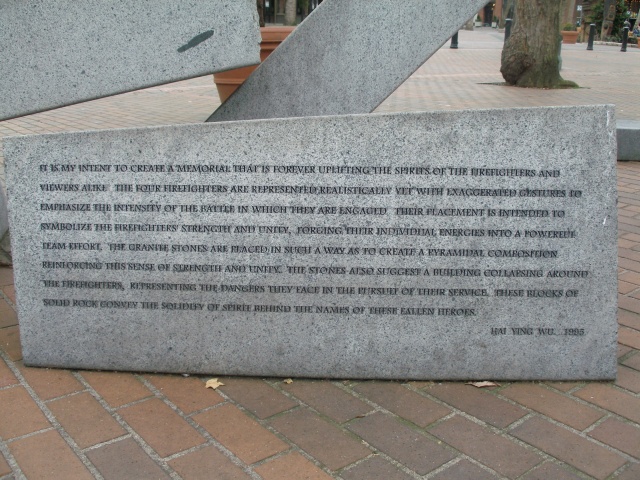 IT IS MY INTENT TO CREATE A MEMORIAL THAT IS FOREVER UPLIFTING THE SPIRITS OF THE FIREFIGHTERS AND
VIEWERS ALIKE. THE FOUR FIREFIGHTERS ARE REPRESENTED REALISTICALLY YET WITH EXAGGERATED GESTURES TO
EMPHASIZE THE INTENSITY OF THE BATTLE IN WHICH THEY ARE ENGAGED. THEIR PLACEMENT IS INTENDED TO
SYMBOLIZE THE FIREFIGHTERS' STRENGTH AND UNITY, FORGING THEIR INDIVIDUAL ENERGIES INTO A POWERFUL
TEAM EFFORT. THE GRANITE STONES ARE PLACED IN SUCH A WAY AS TO CREATE A PYRAMIDAL COMPOSITION
REINFORCING THIS SENSE OF STRENGTH AND UNITY. THE STONES ALSO SUGGEST A BUILDING COLLAPSING AROUND
THE FIREFIGHTERS, REPRESENTING THE DANGERS THEY FACE IN THE PURSUIT OF THEIR SERVICE. THESE BLOCKS OF
SOLID ROCK CONVEY THE SOLIDITY OF SPIRIT BEHIND THE NAMES OF THESE FALLEN HEROES.
HAI YING WU 1995